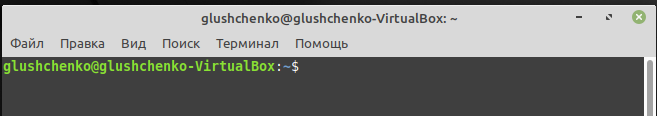 glushchenko@glushchenko-VirtualBox: ~
Файл Правка Вид Поиск Терминал Помощь
glushchenko@glushchenko-VirtualBox:~$